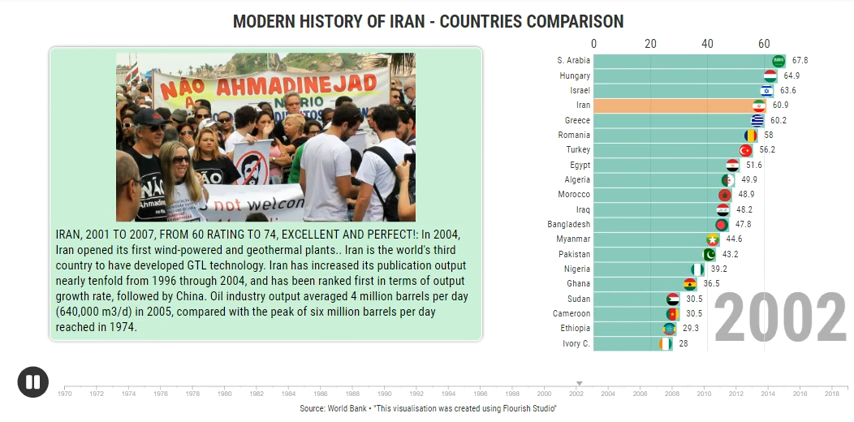 MODERN HISTORY OF IRAN - COUNTRIES COMPARISON
NÃO AHMADINEJAD
A
N RIO
NÃO
NÃO
not welcom
IRAN, 2001 TO 2007, FROM 60 RATING TO 74, EXCELLENT AND PERFECT!: In 2004,
Iran opened its first wind-powered and geothermal plants.. Iran is the world's third
country to have developed GTL technology. Iran has increased its publication output
nearly tenfold from 1996 through 2004, and has been ranked first in terms of output
growth rate, followed by China. Oil industry output averaged 4 million barrels per day
(640,000 m3/d) in 2005, compared with the peak of six million barrels per day
reached in 1974.
0 20 40 60
S. Arabia 67.8
Hungary 64.9
Israel 63.6
Iran 60.9
Greece 60.2
Romania 58
Turkey 56.2
Egypt 51.6
Algeria 49.9
Morocco 48.9
Iraq 48.2
Bangladesh 47.8
Myanmar 44.6
Pakistan 43.2
Nigeria 39.2
Ghana 36.5
Sudan 30.5
Cameroon 30.5
Ethiopia 29.3
Ivory C. 28
2002
1970 1972 1974 1976 1978 1980 1982 1984 1986 1988 1990 1992 1994 1996 1998 2000 2002 2004 2006 2008 2010 2012 2014 2016 2018
Source: World Bank • "This visualisation was created using Flourish Studio"